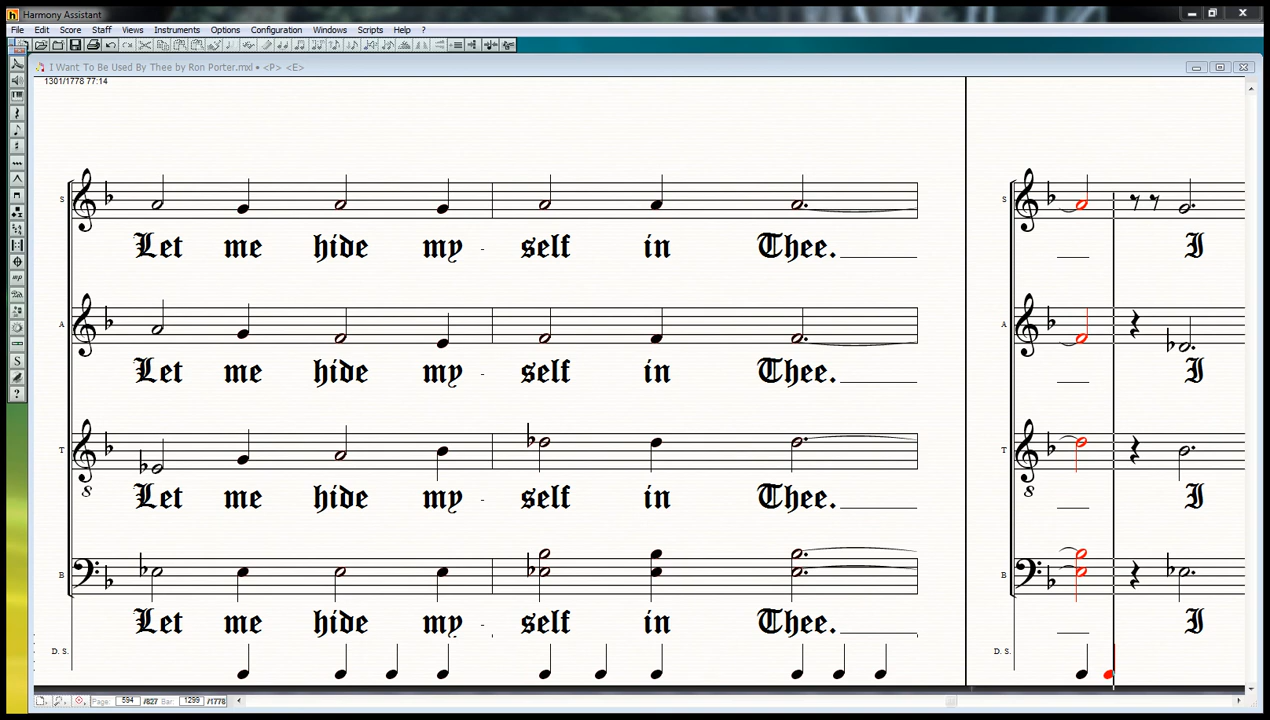 Harmony Assistant
File Edit Score Staff Views Instruments Options Configuration Windows Scripts Help ?
I Want To Be Used By Thee by Ron Porter.mxl • <P> <E>
1301/1778 77:14
S
Let me hide my - self in Thee.
S
I
A
Let me hide my - self in Thee.
A
I
T
8
Let me hide my - self in Thee.
T
8
I
B
Let me hide my - self in Thee.
B
I
D. S.
D. S.
Page: 594 /827 Bar: 1299 /1778